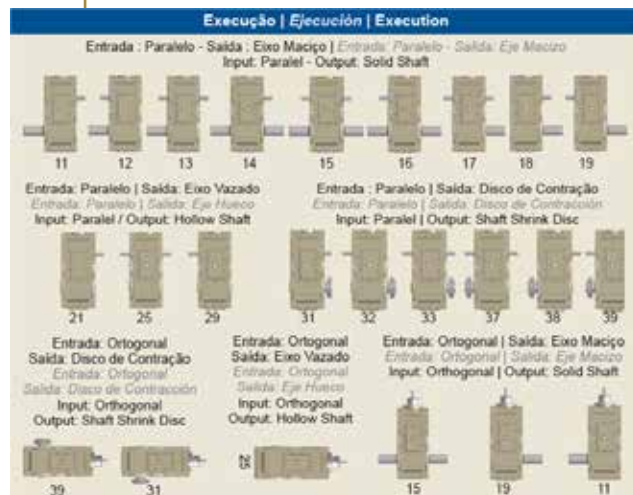 Execução | Ejecución | Execution
Entrada : Paralelo - Saída : Eixo Maciço | Entrada: Paralelo - Salida: Eje Macizo
Input: Paralel - Output: Solid Shaft
11 12 13 14 15 16 17 18 19
Entrada: Paralelo | Saída: Eixo Vazado
Entrada: Paralelo | Salida: Eje Hueco
Input: Paralel / Output: Hollow Shaft
21 25 29
Entrada : Paralelo | Saída: Disco de Contração
Entrada: Paralelo | Salida: Disco de Contracción
Input: Paralel | Output: Shaft Shrink Disc
31 32 33 37 38 39
Entrada: Ortogonal
Saída: Disco de Contração
Entrada: Ortogonal
Salida: Disco de Contracción
Input: Orthogonal
Output: Shaft Shrink Disc
39 31
Entrada: Ortogonal
Saída: Eixo Vazado
Entrada: Ortogonal
Salida: Eje Hueco
Input: Orthogonal
Output: Hollow Shaft
25
Entrada: Ortogonal | Saída: Eixo Maciço
Entrada: Ortogonal | Salida: Eje Macizo
Input: Orthogonal | Output: Solid Shaft
15 19 11